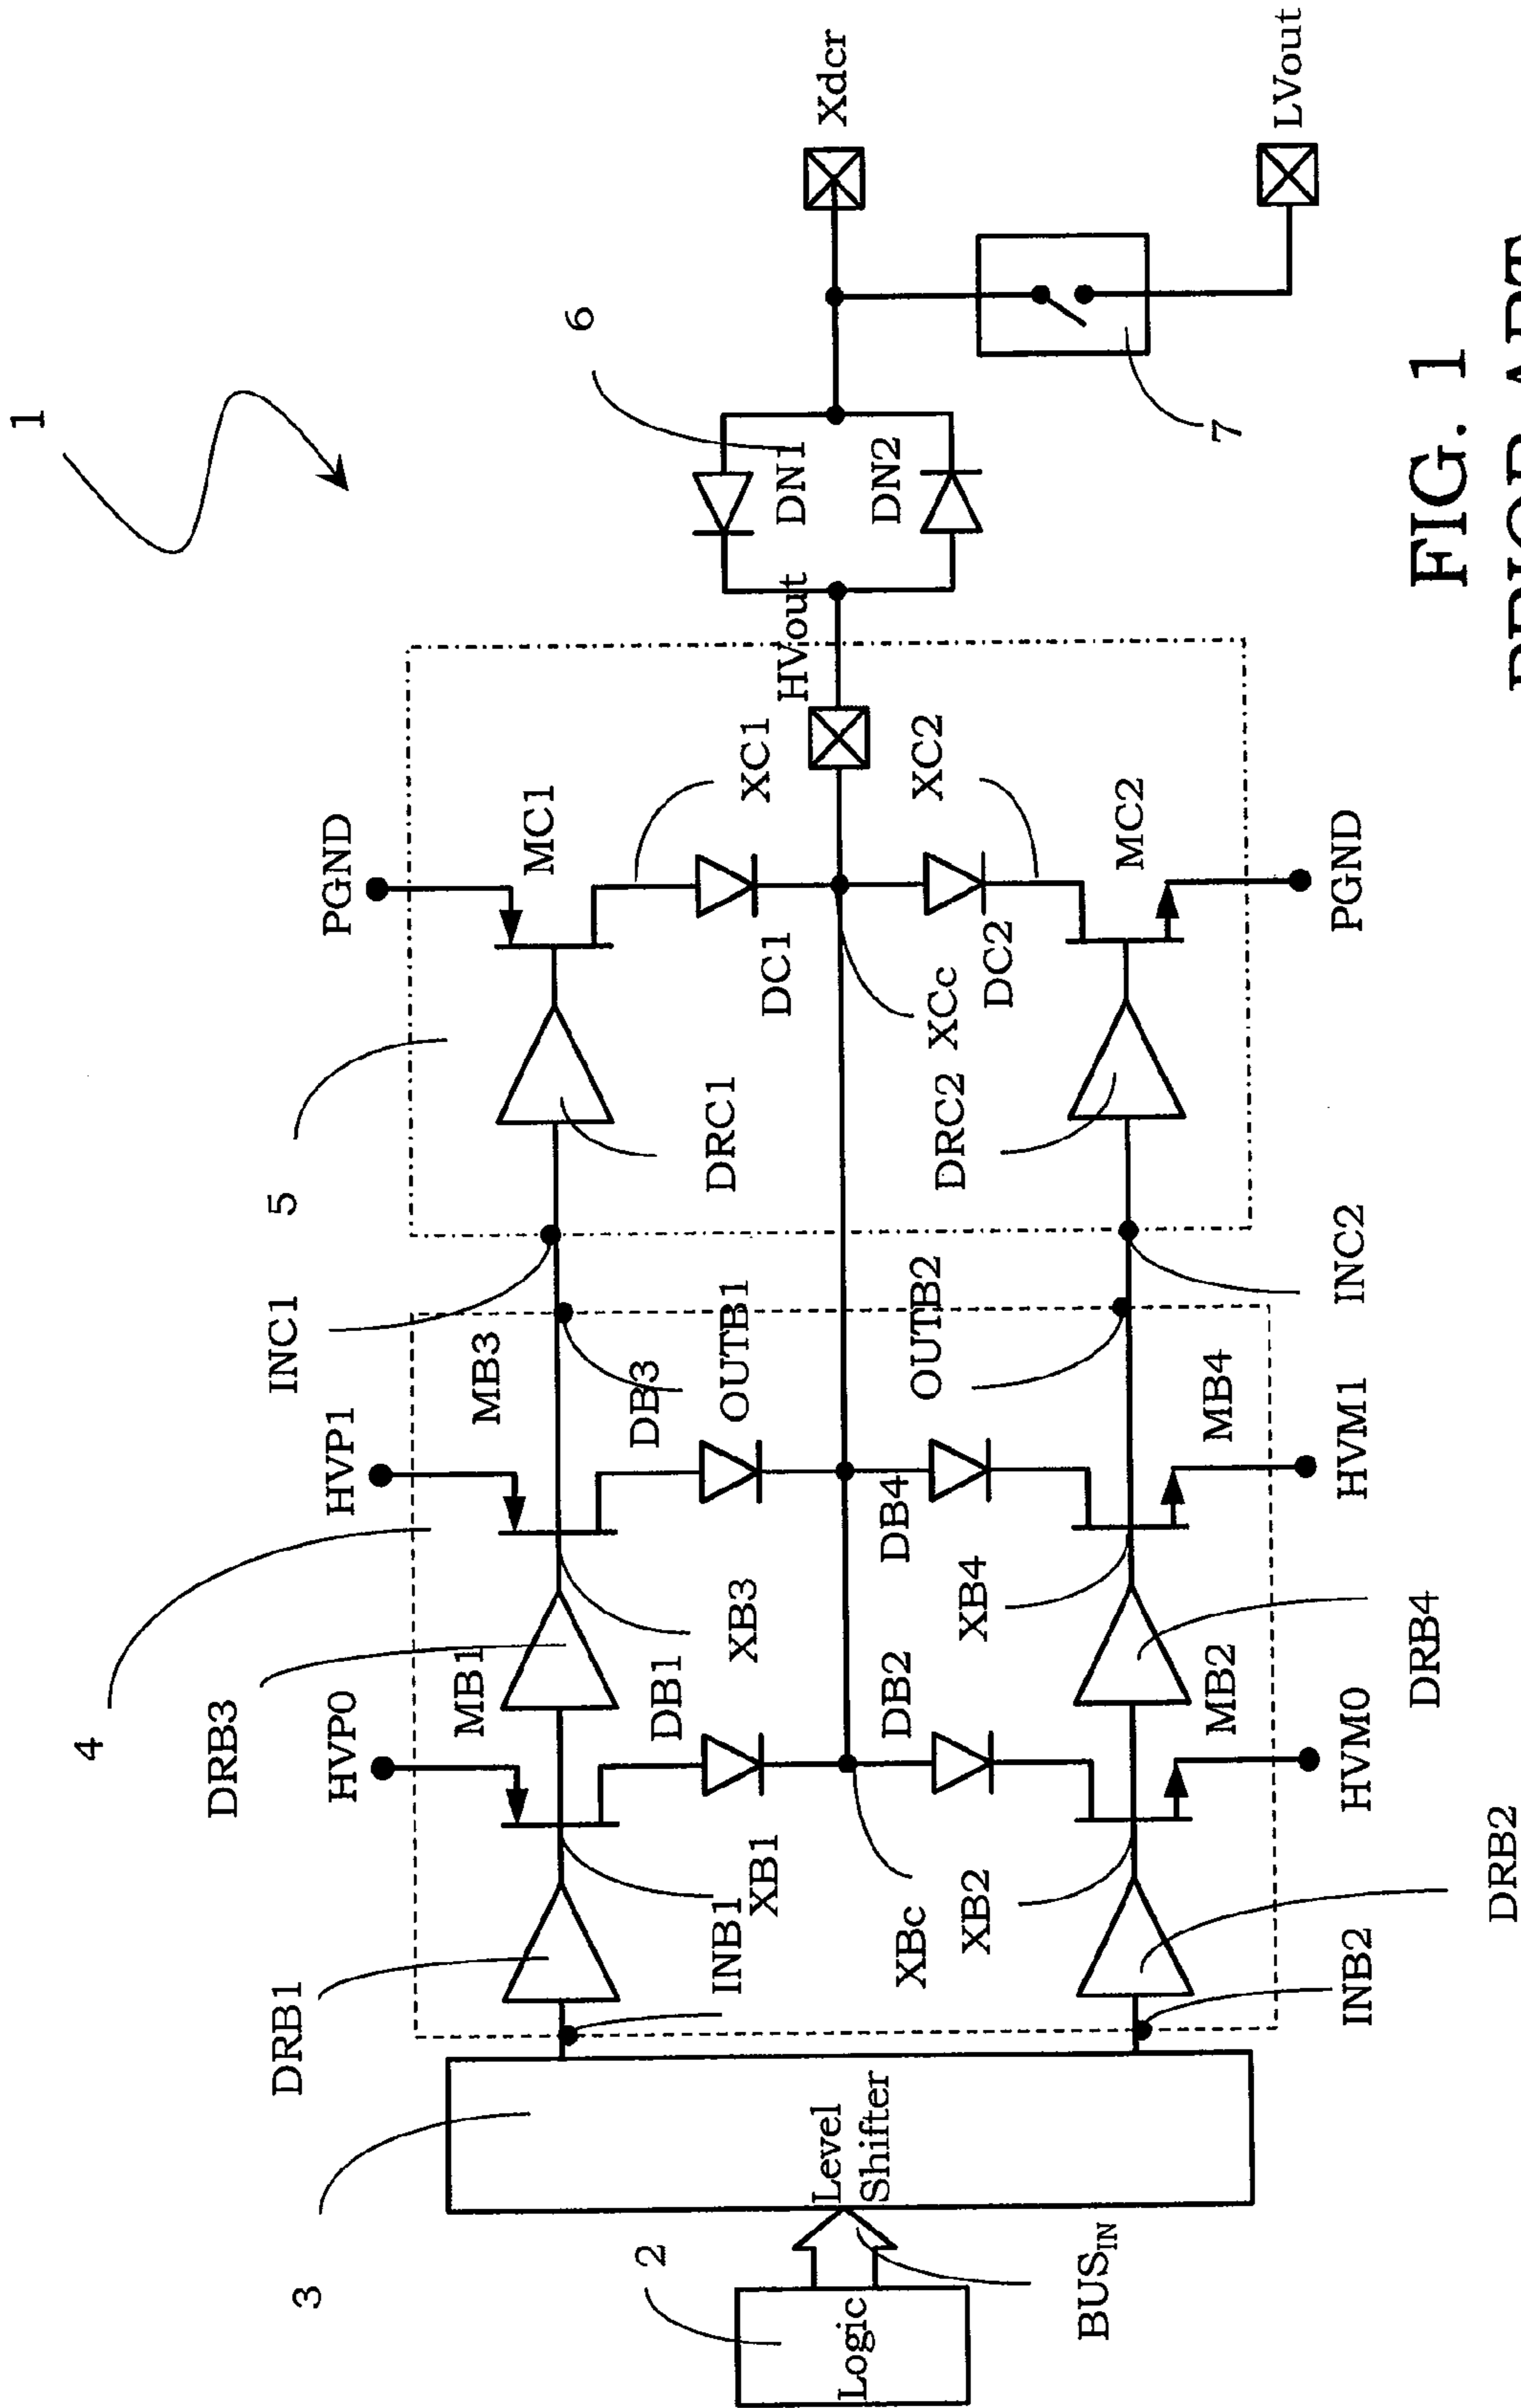 1
Xdcr
LVout
6
DN1
DN2
7
HVout
PGND
MC1
XC1
XC2
MC2
PGND
DC1
XCc
DC2
5
DRC1
DRC2
INC1
INC2
MB3
DB3
OUTB1
OUTB2
MB4
HVP1
HVM1
DB4
XB3
XB4
4
DRB3
MB1
HVP0
DB1
DB2
MB2
DRB4
HVM0
XB1
INB1
XBc
XB2
DRB2
DRB1
INB2
3
Level
Shifter
2
Logic
BUSIN
FIG. 1
PRIOR ART